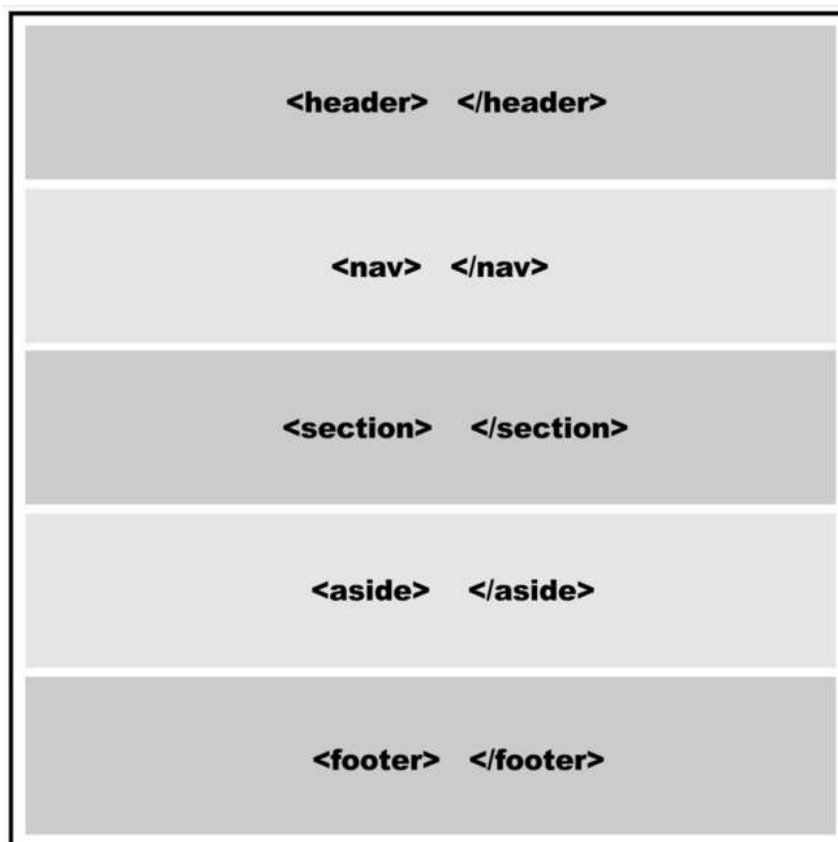 <header> </header>
<nav> </nav>
<section> </section>
<aside> </aside>
<footer> </footer>